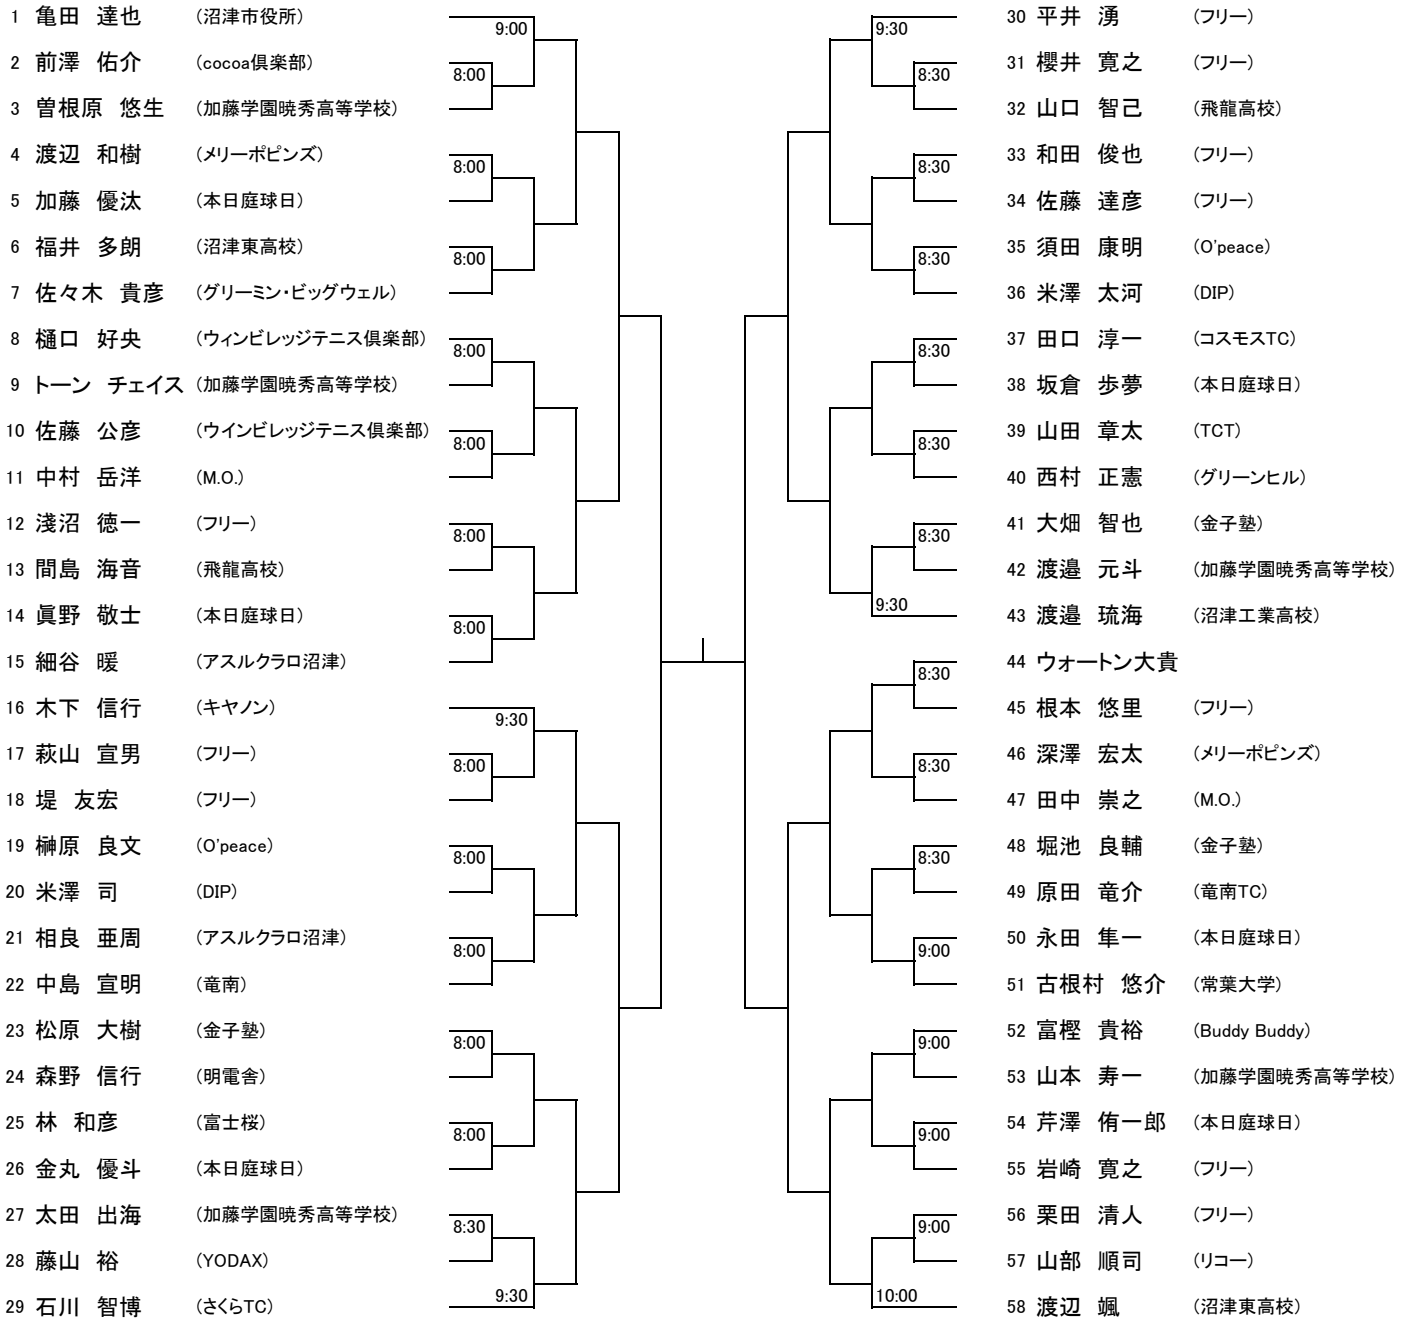 1 亀田 達也 (沼津市役所)
9:00
2 前澤 佑介 (cocoa倶楽部)
8:00
3 曽根原 悠生 (加藤学園暁秀高等学校)
4 渡辺 和樹 (メリーポピンズ)
8:00
5 加藤 優汰 (本日庭球日)
6 福井 多朗 (沼津東高校)
8:00
7 佐々木 貴彦 (グリーミン・ビッグウェル)
8 樋口 好央 (ウィンビレッジテニス倶楽部)
8:00
9 トーン チェイス (加藤学園暁秀高等学校)
10 佐藤 公彦 (ウインビレッジテニス倶楽部)
8:00
11 中村 岳洋 (M.O.)
12 淺沼 徳一 (フリー)
8:00
13 間島 海音 (飛龍高校)
14 眞野 敬士 (本日庭球日)
8:00
15 細谷 暖 (アスルクラロ沼津)
16 木下 信行 (キヤノン)
9:30
17 萩山 宣男 (フリー)
8:00
18 堤 友宏 (フリー)
19 榊原 良文 (O'peace)
8:00
20 米澤 司 (DIP)
21 相良 亜周 (アスルクラロ沼津)
8:00
22 中島 宣明 (竜南)
23 松原 大樹 (金子塾)
8:00
24 森野 信行 (明電舎)
25 林 和彦 (富士桜)
8:00
26 金丸 優斗 (本日庭球日)
27 太田 出海 (加藤学園暁秀高等学校)
8:30
28 藤山 裕 (YODAX)
9:30
29 石川 智博 (さくらTC)
30 平井 湧 (フリー)
9:30
31 櫻井 寛之 (フリー)
8:30
32 山口 智己 (飛龍高校)
33 和田 俊也 (フリー)
8:30
34 佐藤 達彦 (フリー)
35 須田 康明 (O'peace)
8:30
36 米澤 太河 (DIP)
37 田口 淳一 (コスモスTC)
8:30
38 坂倉 歩夢 (本日庭球日)
39 山田 章太 (TCT)
8:30
40 西村 正憲 (グリーンヒル)
41 大畑 智也 (金子塾)
8:30
42 渡邉 元斗 (加藤学園暁秀高等学校)
9:30
43 渡邉 琉海 (沼津工業高校)
44 ウォートン大貴
8:30
45 根本 悠里 (フリー)
46 深澤 宏太 (メリーポピンズ)
8:30
47 田中 崇之 (M.O.)
48 堀池 良輔 (金子塾)
8:30
49 原田 竜介 (竜南TC)
50 永田 隼一 (本日庭球日)
9:00
51 古根村 悠介 (常葉大学)
52 富樫 貴裕 (Buddy Buddy)
9:00
53 山本 寿一 (加藤学園暁秀高等学校)
54 芹澤 侑一郎 (本日庭球日)
9:00
55 岩崎 寛之 (フリー)
56 栗田 清人 (フリー)
9:00
57 山部 順司 (リコー)
10:00
58 渡辺 颯 (沼津東高校)